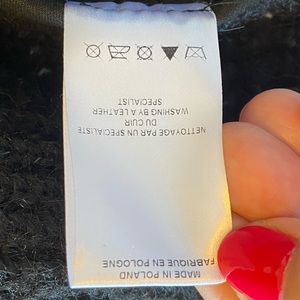 NETTOYAGE PAR UN SPECIALISTE
DU CUIR
WASHING BY A LEATHER
SPECIALIST
FABRIQUE EN POLOGNE
MADE IN POLAND